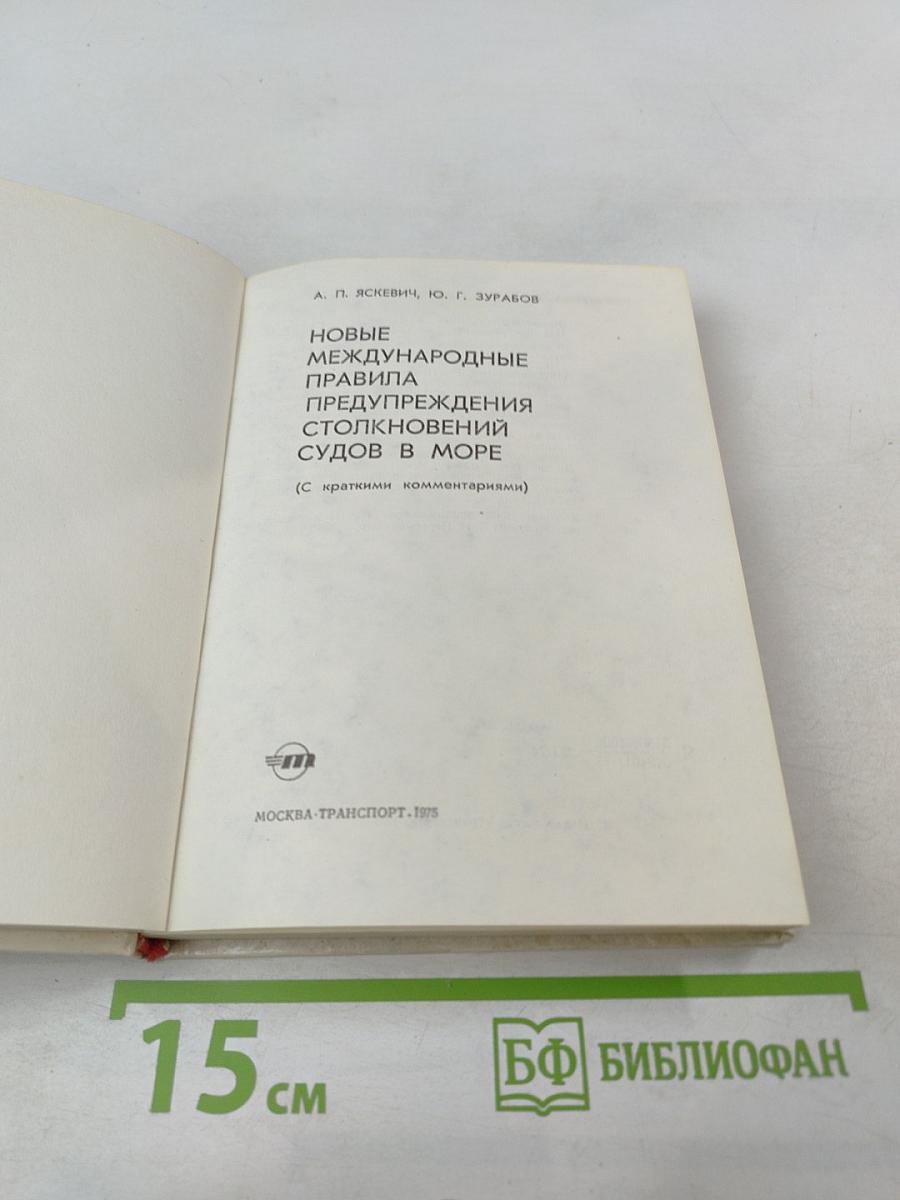 А. П. ЯСКЕВИЧ, Ю. Г. ЗУРАБОВ
НОВЫЕ
МЕЖДУНАРОДНЫЕ
ПРАВИЛА
ПРЕДУПРЕЖДЕНИЯ
СТОЛКНОВЕНИЙ
СУДОВ В МОРЕ
(С краткими комментариями)
т
МОСКВА·ТРАНСПОРТ·1975
15 см
БФ БИБЛИОФАН